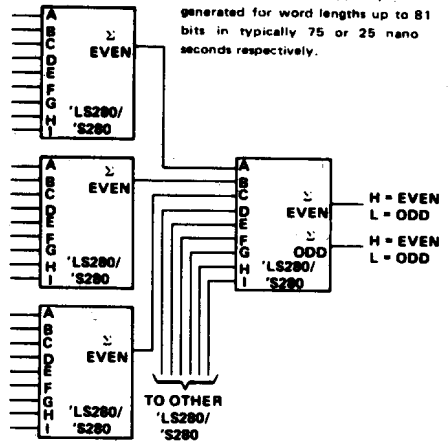 generated for word lengths up to 81
bits in typically 75 or 25 nano
seconds respectively.
A
B
C
D
E
F
G
H
I
Σ
EVEN
'LS280/
'S280
A
B
C
D
E
F
G
H
I
Σ
EVEN
'LS280/
'S280
A
B
C
D
E
F
G
H
I
Σ
EVEN
'LS280/
'S280
A
B
C
D
E
F
G
H
I
Σ
EVEN
Σ
ODD
'LS280/
'S280
H = EVEN
L = ODD
H = EVEN
L = ODD
TO OTHER
'LS280/
'S280